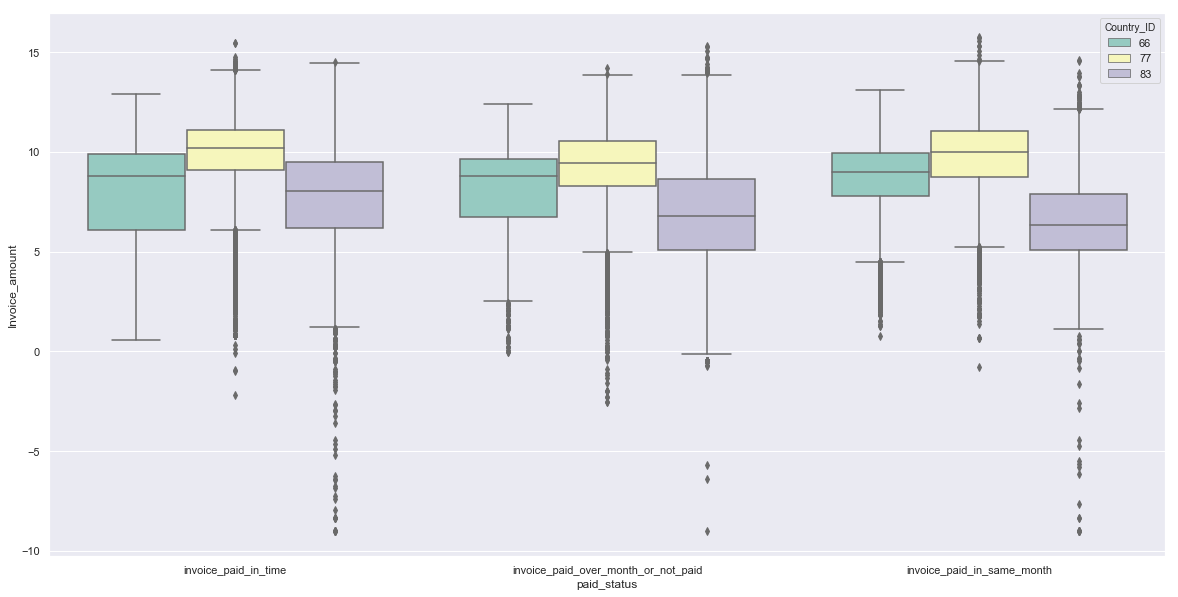 Country_ID
66
77
83
Invoice_amount
15
10
5
0
−5
−10
invoice_paid_in_time
invoice_paid_over_month_or_not_paid
invoice_paid_in_same_month
paid_status